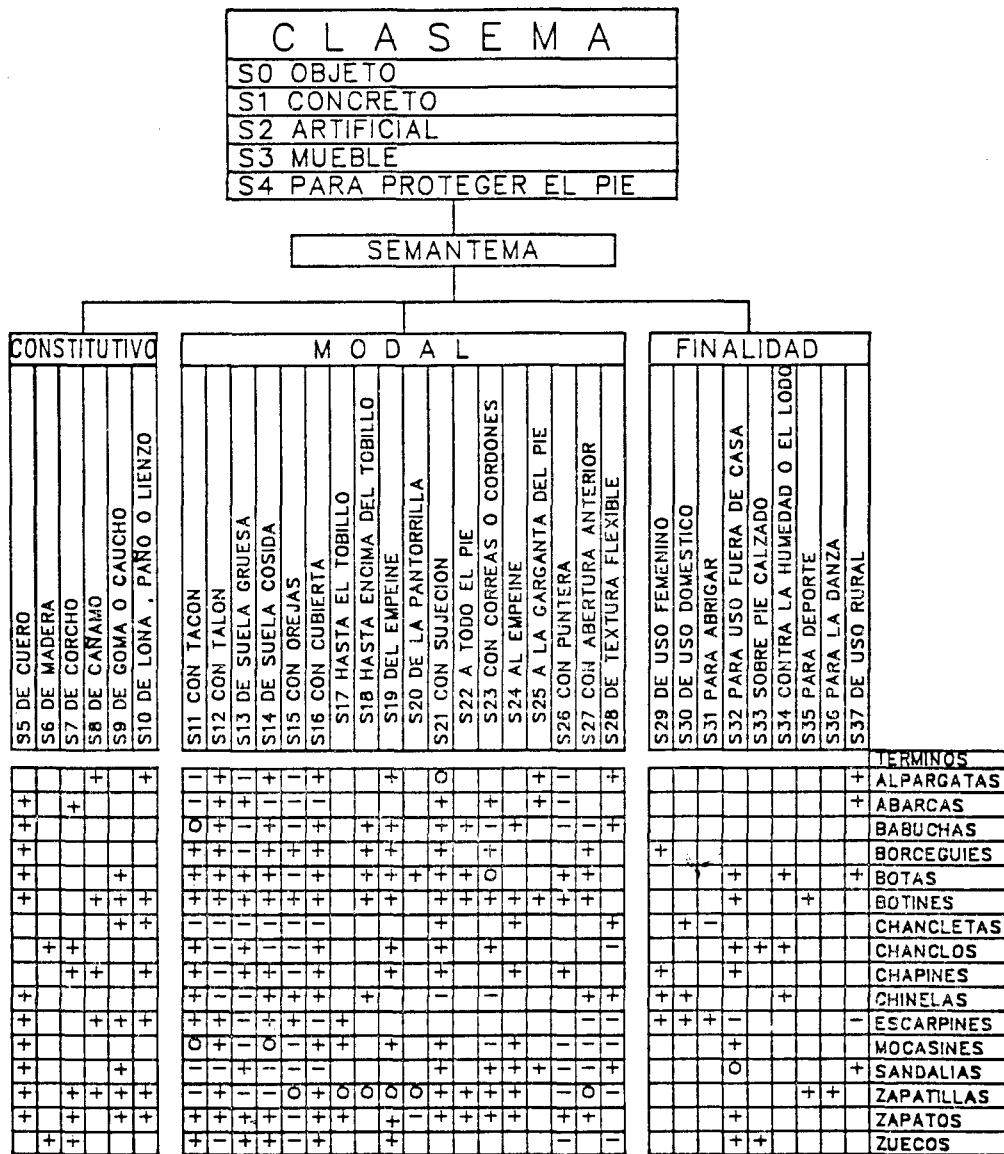 CLASEMA
S0 OBJETO
S1 CONCRETO
S2 ARTIFICIAL
S3 MUEBLE
S4 PARA PROTEGER EL PIE
SEMANTEMA
CONSTITUTIVO
MODAL
FINALIDAD
S5 DE CUERO
S6 DE MADERA
S7 DE CORCHO
S8 DE CAÑAMO
S9 DE GOMA O CAUCHO
S10 DE LONA, PAÑO O LIENZO
S11 CON TACON
S12 CON TALON
S13 DE SUELA GRUESA
S14 DE SUELA COSIDA
S15 CON OREJAS
S16 CON CUBIERTA
S17 HASTA EL TOBILLO
S18 HASTA ENCIMA DEL TOBILLO
S19 DEL EMPEINE
S20 DE LA PANTORRILLA
S21 CON SUJECION
S22 A TODO EL PIE
S23 CON CORREAS O CORDONES
S24 AL EMPEINE
S25 A LA GARGANTA DEL PIE
S26 CON PUNTERA
S27 CON ABERTURA ANTERIOR
S28 DE TEXTURA FLEXIBLE
S29 DE USO FEMENINO
S30 DE USO DOMESTICO
S31 PARA ABRIGAR
S32 PARA USO FUERA DE CASA
S33 SOBRE PIE CALZADO
S34 CONTRA LA HUMEDAD O EL LODO
S35 PARA DEPORTE
S36 PARA LA DANZA
S37 DE USO RURAL
TERMINOS
ALPARGATAS
ABARCAS
BABUCHAS
BORCEGUIES
BOTAS
BOTINES
CHANCLETAS
CHANCLOS
CHAPINES
CHINELAS
ESCARPINES
MOCASINES
SANDALIAS
ZAPATILLAS
ZAPATOS
ZUECOS